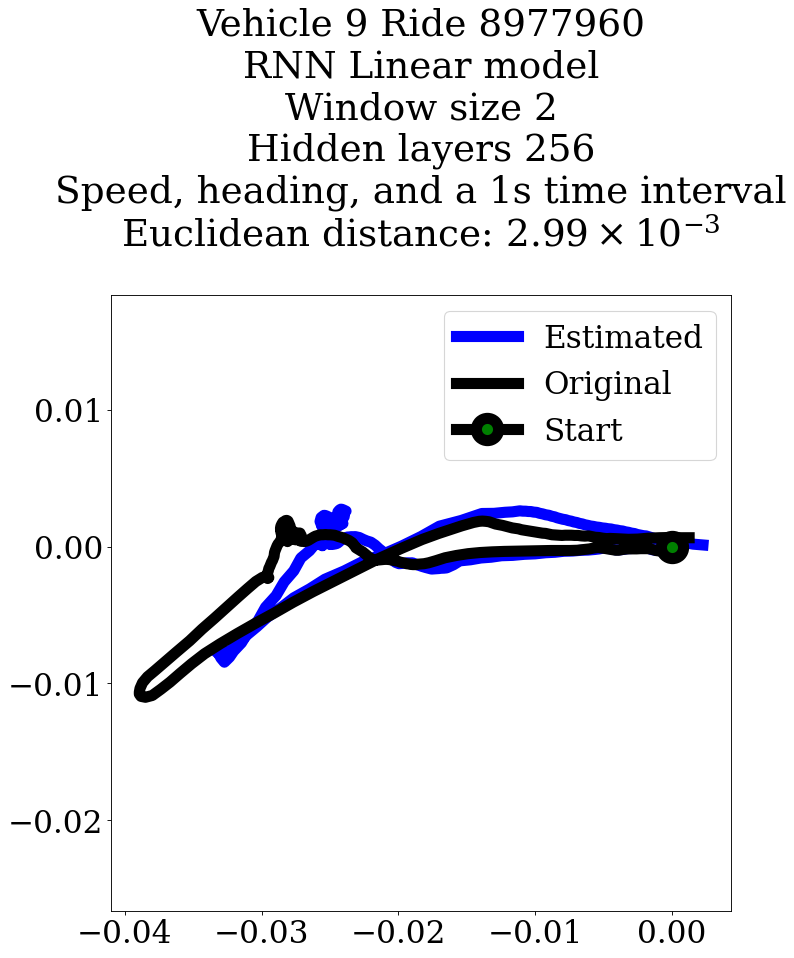 Vehicle 9 Ride 8977960
RNN Linear model
Window size 2
Hidden layers 256
Speed, heading, and a 1s time interval
Euclidean distance: 2.99 × 10⁻³
Estimated
Original
Start
0.01
0.00
−0.01
−0.02
−0.04 −0.03 −0.02 −0.01 0.00